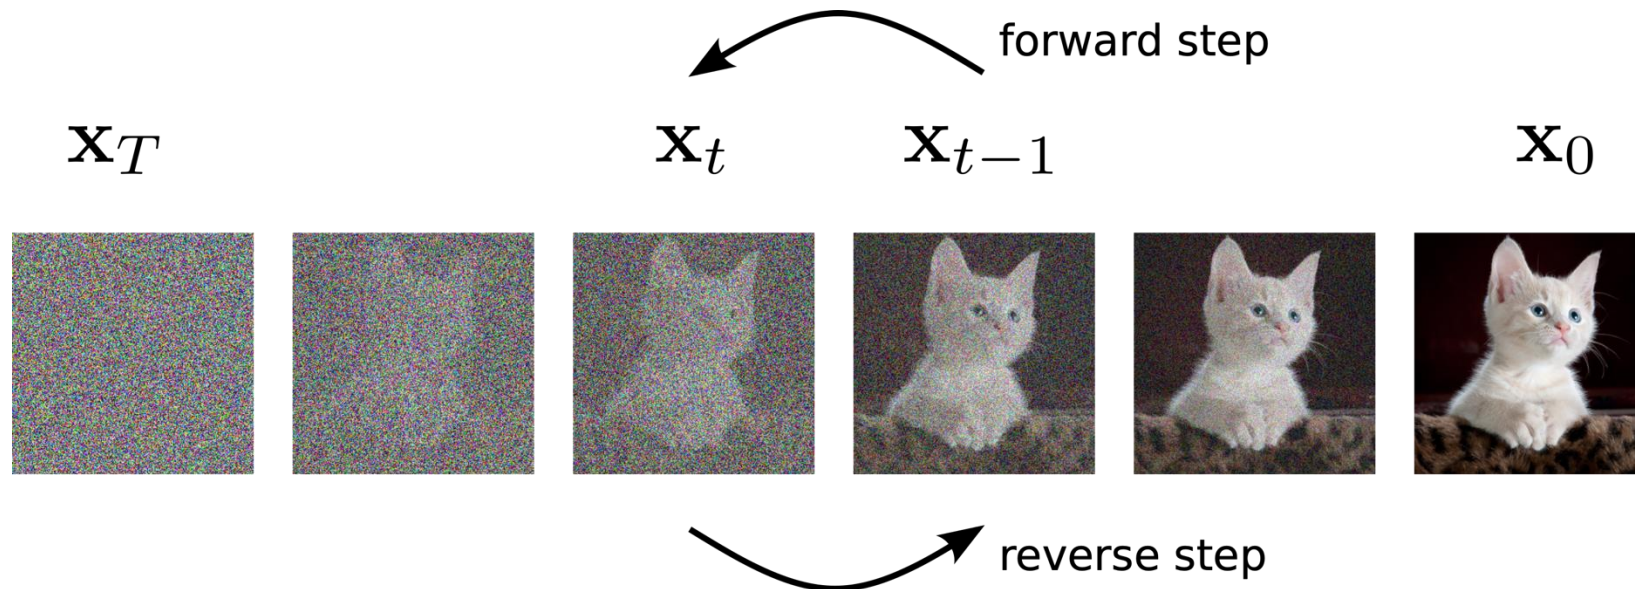 forward step
𝐱_T 𝐱_t 𝐱_{t−1} 𝐱_0
reverse step